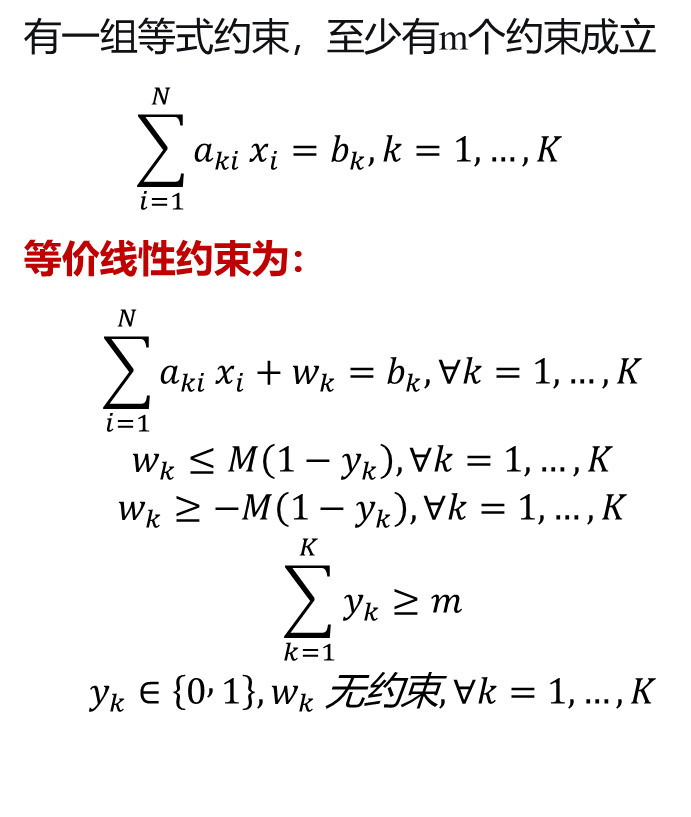 有一组等式约束，至少有m个约束成立
∑_{i=1}^{N} a_{ki} x_i = b_k, k = 1, …, K
等价线性约束为：
∑_{i=1}^{N} a_{ki} x_i + w_k = b_k, ∀k = 1, …, K
w_k ≤ M(1 − y_k), ∀k = 1, …, K
w_k ≥ −M(1 − y_k), ∀k = 1, …, K
∑_{k=1}^{K} y_k ≥ m
y_k ∈ {0, 1}, w_k 无约束, ∀k = 1, …, K